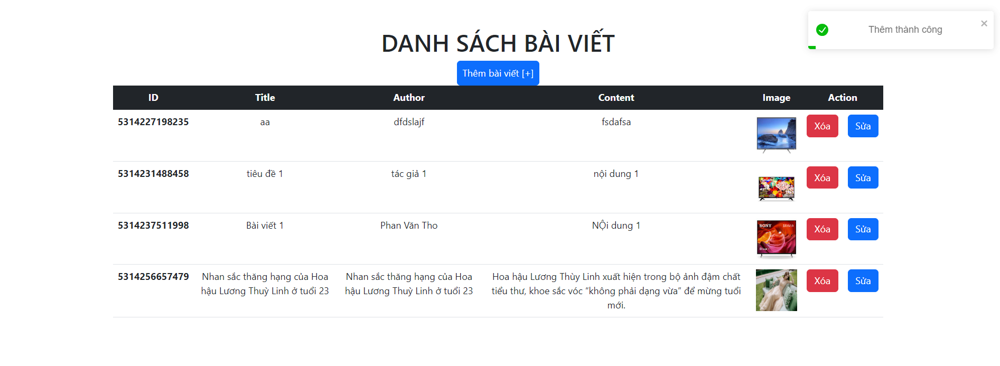 Thêm thành công
DANH SÁCH BÀI VIẾT
Thêm bài viết [+]
ID Title Author Content Image Action
5314227198235 aa dfdslajf fsdafsa Xóa Sửa
5314231488458 tiêu đề 1 tác giả 1 nội dung 1 Xóa Sửa
43"
5314237511998 Bài viết 1 Phan Văn Tho NỘi dung 1 Xóa Sửa
SONY BRAVIA
5314256657479 Nhan sắc thăng hạng của Hoa Nhan sắc thăng hạng của Hoa Hoa hậu Lương Thùy Linh xuất hiện trong bộ ảnh đậm chất Xóa Sửa
hậu Lương Thuỳ Linh ở tuổi 23 hậu Lương Thuỳ Linh ở tuổi 23 tiểu thư, khoe sắc vóc “không phải dạng vừa” để mừng tuổi
mới.